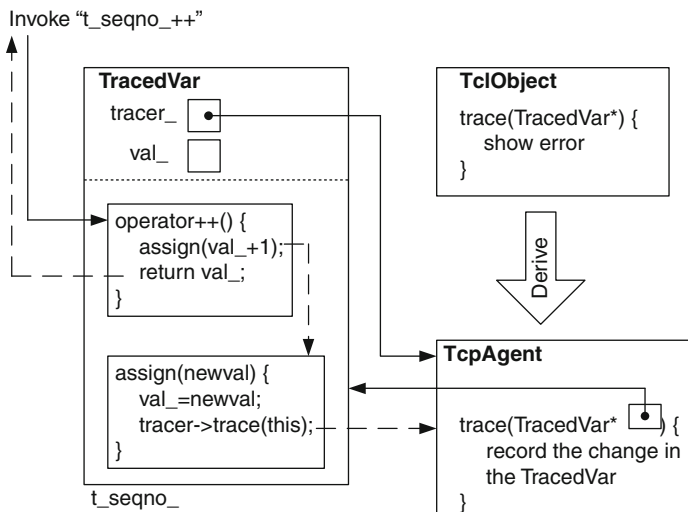 Invoke “t_seqno_++”
TracedVar
tracer_
val_
operator++() {
assign(val_+1);
return val_;
}
assign(newval) {
val_=newval;
tracer->trace(this);
}
t_seqno_
TclObject
trace(TracedVar*) {
show error
}
Derive
TcpAgent
trace(TracedVar* ) {
record the change in
the TracedVar
}